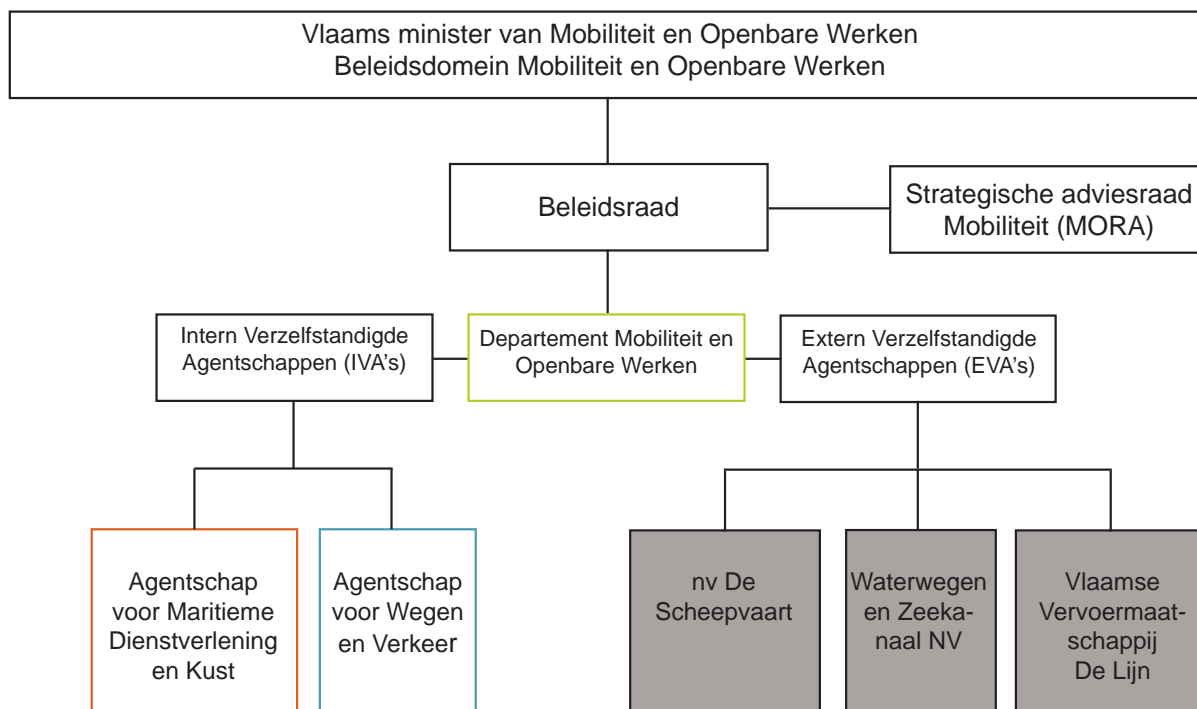 Vlaams minister van Mobiliteit en Openbare Werken
Beleidsdomein Mobiliteit en Openbare Werken
Beleidsraad
Strategische adviesraad
Mobiliteit (MORA)
Intern Verzelfstandigde
Agentschappen (IVA's)
Departement Mobiliteit en
Openbare Werken
Extern Verzelfstandigde
Agentschappen (EVA's)
Agentschap
voor Maritieme
Dienstverlening
en Kust
Agentschap
voor Wegen
en Verkeer
nv De
Scheepvaart
Waterwegen
en Zeeka-
naal NV
Vlaamse
Vervoermaat-
schappij
De Lijn